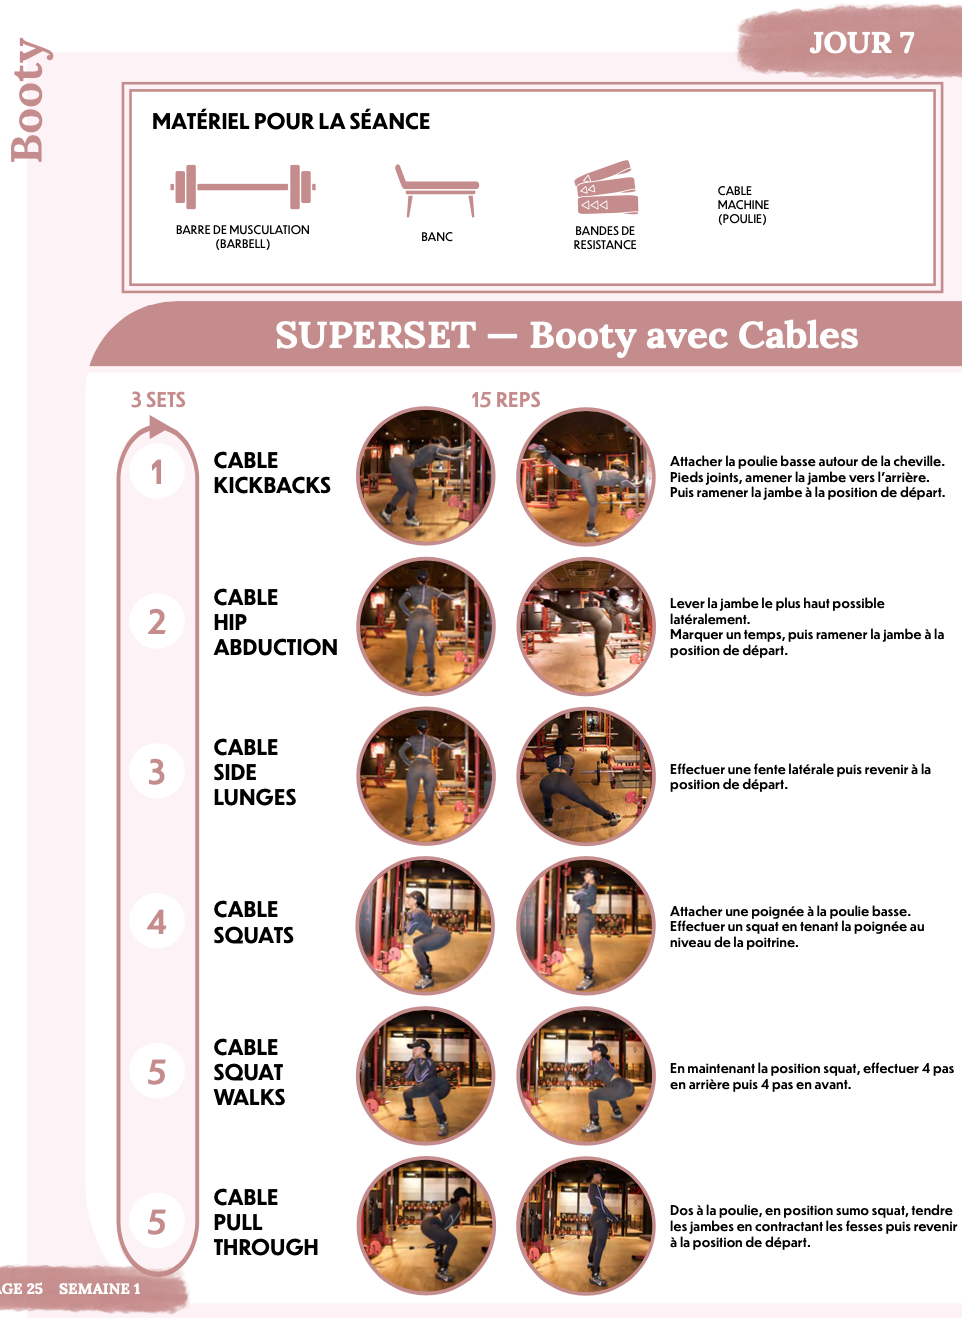 Booty
JOUR 7
MATÉRIEL POUR LA SÉANCE
BARRE DE MUSCULATION
(BARBELL)
BANC
BANDES DE
RESISTANCE
CABLE
MACHINE
(POULIE)
SUPERSET — Booty avec Cables
3 SETS
15 REPS
1
CABLE
KICKBACKS
Attacher la poulie basse autour de la cheville.
Pieds joints, amener la jambe vers l'arrière.
Puis ramener la jambe à la position de départ.
2
CABLE
HIP
ABDUCTION
Lever la jambe le plus haut possible
latéralement.
Marquer un temps, puis ramener la jambe à la
position de départ.
3
CABLE
SIDE
LUNGES
Effectuer une fente latérale puis revenir à la
position de départ.
4
CABLE
SQUATS
Attacher une poignée à la poulie basse.
Effectuer un squat en tenant la poignée au
niveau de la poitrine.
5
CABLE
SQUAT
WALKS
En maintenant la position squat, effectuer 4 pas
en arrière puis 4 pas en avant.
5
CABLE
PULL
THROUGH
Dos à la poulie, en position sumo squat, tendre
les jambes en contractant les fesses puis revenir
à la position de départ.
AGE 25 SEMAINE 1